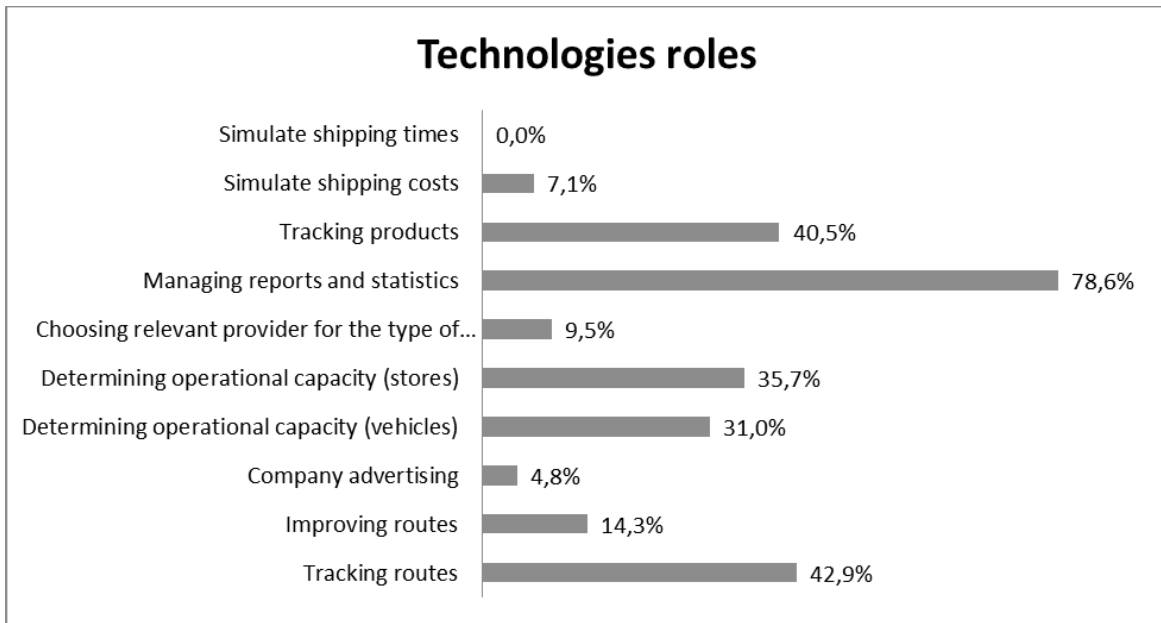 Technologies roles
Simulate shipping times 0,0%
Simulate shipping costs 7,1%
Tracking products 40,5%
Managing reports and statistics 78,6%
Choosing relevant provider for the type of... 9,5%
Determining operational capacity (stores) 35,7%
Determining operational capacity (vehicles) 31,0%
Company advertising 4,8%
Improving routes 14,3%
Tracking routes 42,9%